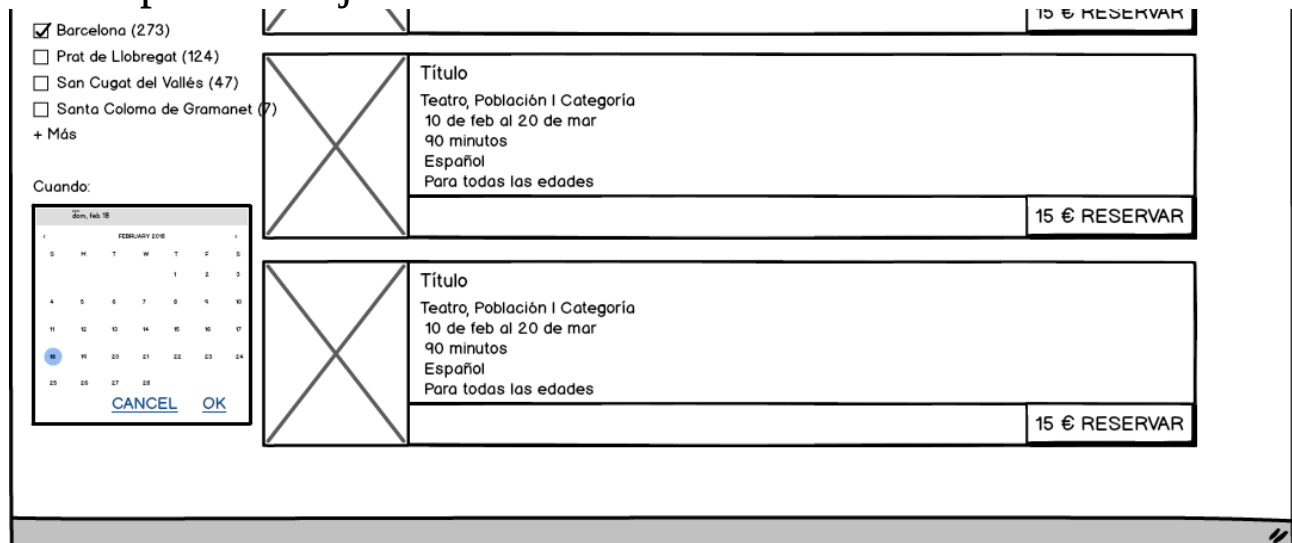 15 € RESERVAR
Barcelona (273)
Prat de Llobregat (124)
San Cugat del Vallés (47)
Santa Coloma de Gramanet (7)
+ Más
Cuando:
dom, feb 18
‹ FEBRUARY 2018 ›
S M T W T F S
1 2 3
4 5 6 7 8 9 10
11 12 13 14 15 16 17
18 19 20 21 22 23 24
25 26 27 28
CANCEL OK
Título
Teatro, Población I Categoría
10 de feb al 20 de mar
90 minutos
Español
Para todas las edades
15 € RESERVAR
Título
Teatro, Población I Categoría
10 de feb al 20 de mar
90 minutos
Español
Para todas las edades
15 € RESERVAR